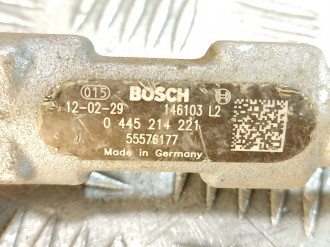 015 BOSCH
12-02-29 146103 L2
0 445 214 221
55576177
Made in Germany